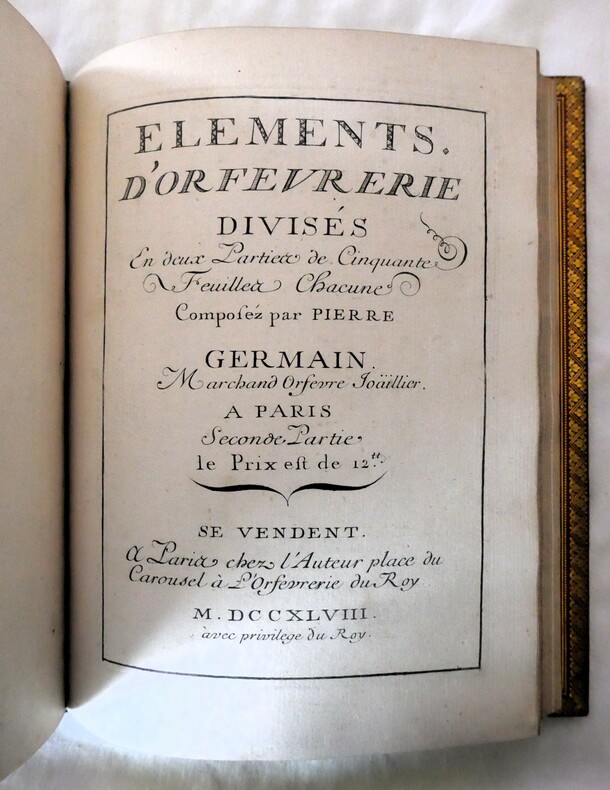 ELEMENTS.
D'ORFEVRERIE
DIVISÉS
En deux Parties de Cinquante
Feuilles Chacune
Composéz par PIERRE
GERMAIN.
Marchand Orfevre Joäillier.
A PARIS
Seconde Partie
le Prix est de 12.tt
SE VENDENT.
A Paris chez l'Auteur place du
Carousel à l'Orfevrerie du Roy
M. DCCXLVIII.
avec privilege du Roy.